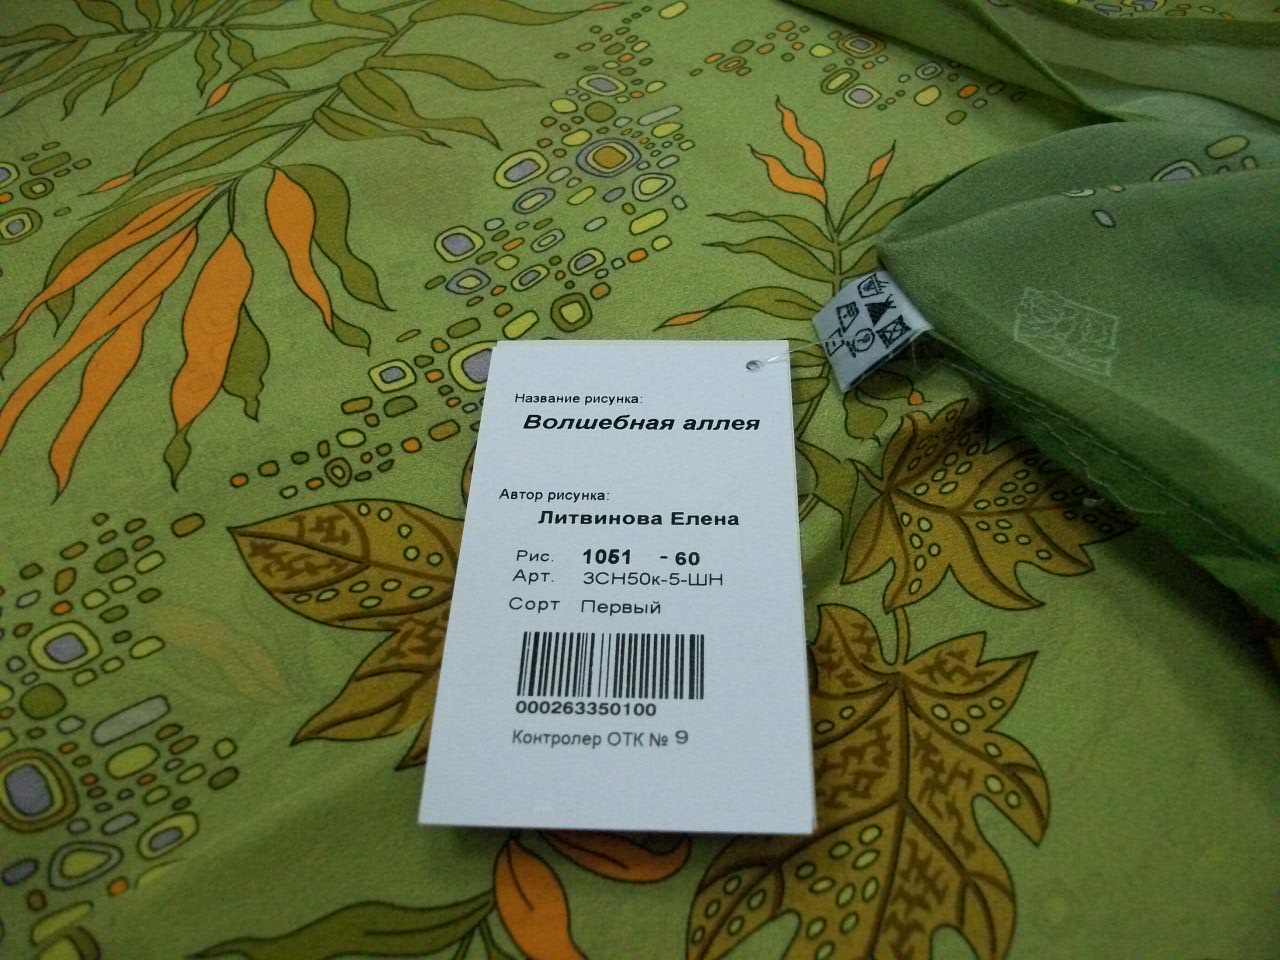 Название рисунка:
Волшебная аллея
Автор рисунка:
Литвинова Елена
Рис. 1051 - 60
Арт. 3СН50к-5-ШН
Сорт Первый
000263350100
Контролер ОТК № 9